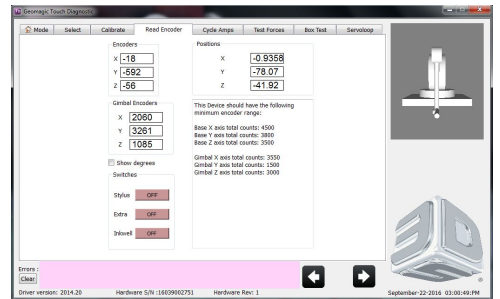 Geomagic Touch Diagnostic
Mode Select Calibrate Read Encoder Cycle Amps Test Forces Box Test Servoloop
Encoders
X -18
Y -592
Z -56
Positions
X -0.9358
Y -78.07
Z -41.92
Gimbal Encoders
X 2060
Y 3261
Z 1085
Show degrees
Switches
Stylus OFF
Extra OFF
Inkwell OFF
This Device should have the following
minimum encoder range:
Base X axis total counts: 4500
Base Y axis total counts: 3800
Base Z axis total counts: 3500
Gimbal X axis total counts: 3550
Gimbal Y axis total counts: 1500
Gimbal Z axis total counts: 3000
Errors :
Clear
Driver version: 2014.20 Hardware S/N :16039002751 Hardware Rev: 1 September-22-2016 03:00:49:PM